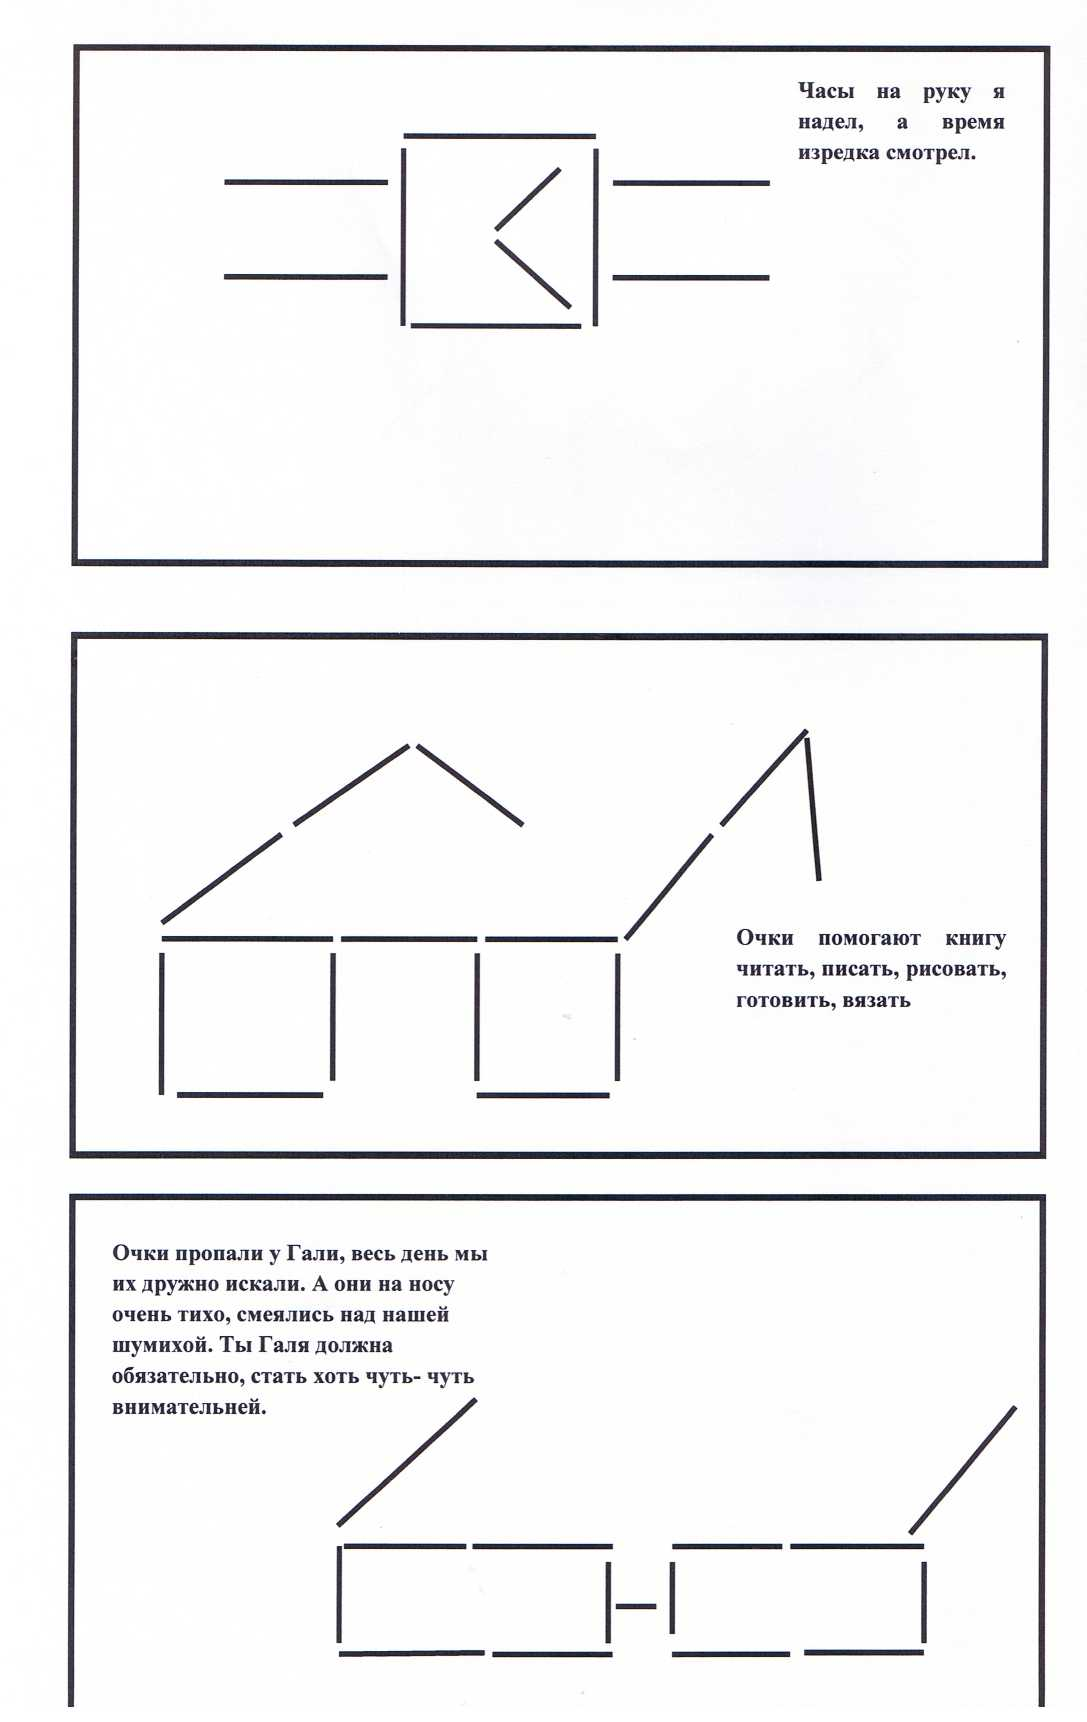 Часы на руку я
надел, а время
изредка смотрел.
Очки помогают книгу
читать, писать, рисовать,
готовить, вязать
Очки пропали у Гали, весь день мы
их дружно искали. А они на носу
очень тихо, смеялись над нашей
шумихой. Ты Галя должна
обязательно, стать хоть чуть- чуть
внимательней.